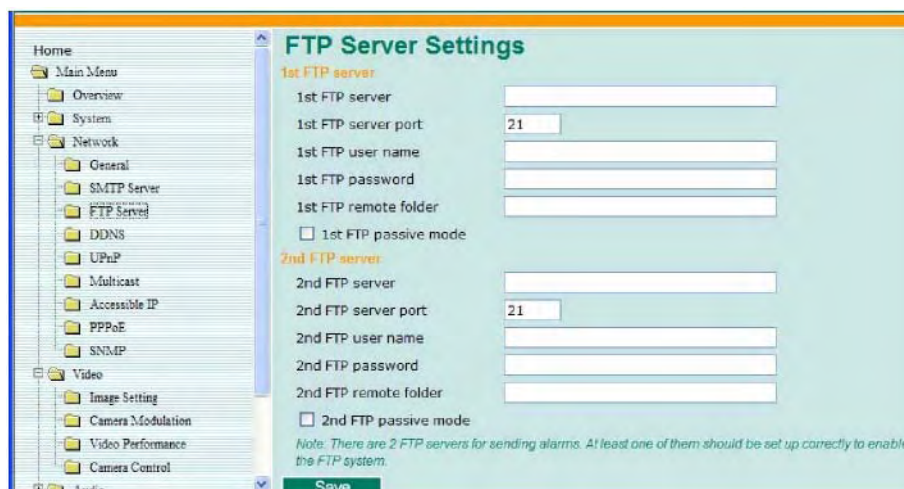 Home
Main Menu
Overview
System
Network
General
SMTP Server
FTP Server
DDNS
UPnP
Multicast
Accessible IP
PPPoE
SNMP
Video
Image Setting
Camera Modulation
Video Performance
Camera Control
Audio
FTP Server Settings
1st FTP server
1st FTP server
1st FTP server port 21
1st FTP user name
1st FTP password
1st FTP remote folder
1st FTP passive mode
2nd FTP server
2nd FTP server
2nd FTP server port 21
2nd FTP user name
2nd FTP password
2nd FTP remote folder
2nd FTP passive mode
Note: There are 2 FTP servers for sending alarms. At least one of them should be set up correctly to enable
the FTP system.
Save